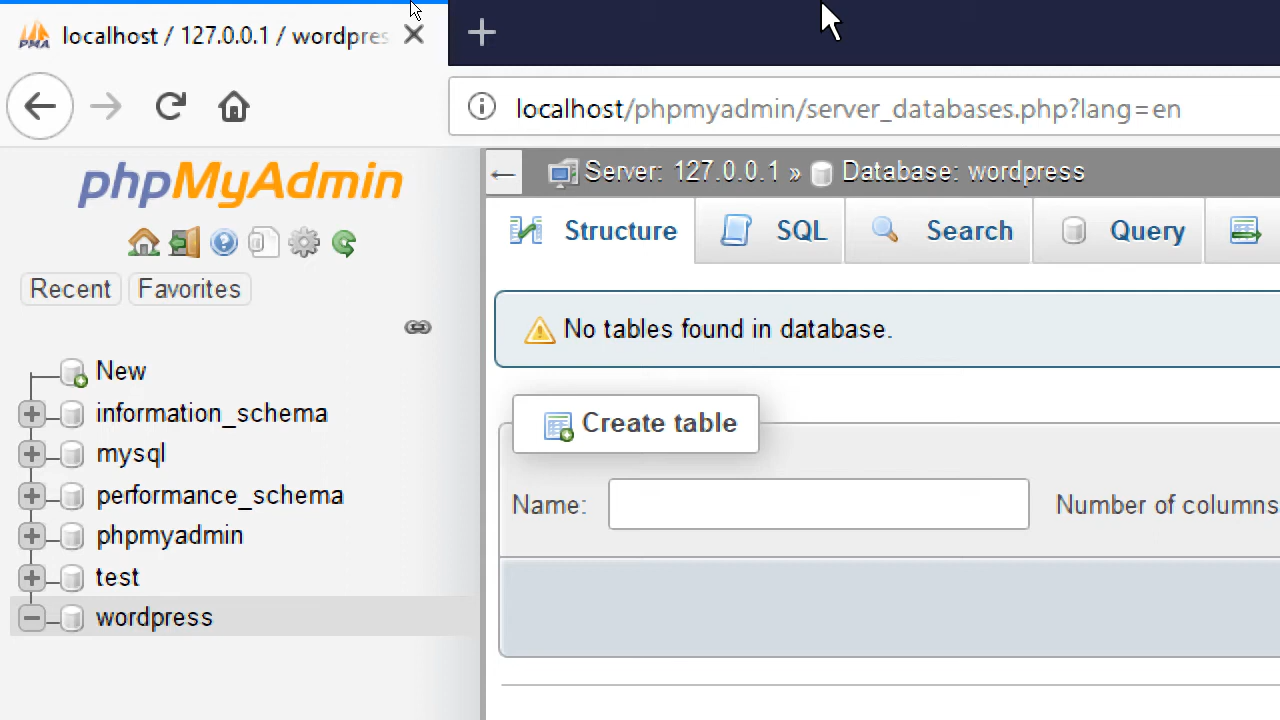 PMA localhost / 127.0.0.1 / wordpres
localhost/phpmyadmin/server_databases.php?lang=en
phpMyAdmin
Recent Favorites
New
information_schema
mysql
performance_schema
phpmyadmin
test
wordpress
← Server: 127.0.0.1 » Database: wordpress
Structure SQL Search Query
No tables found in database.
Create table
Name: Number of columns